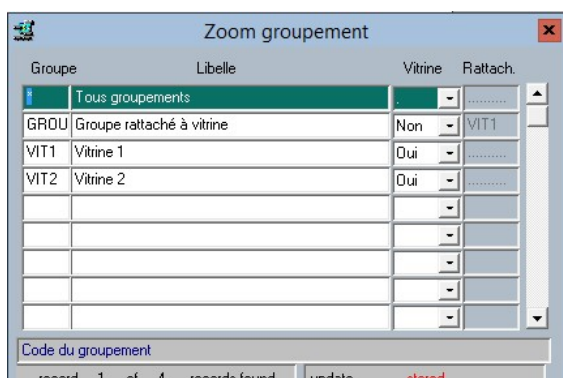 Zoom groupement
Groupe Libelle Vitrine Rattach.
* Tous groupements . ..........
GROU Groupe rattaché à vitrine Non VIT1
VIT1 Vitrine 1 Oui ..........
VIT2 Vitrine 2 Oui ..........
Code du groupement
record 1 of 4 records found update stored